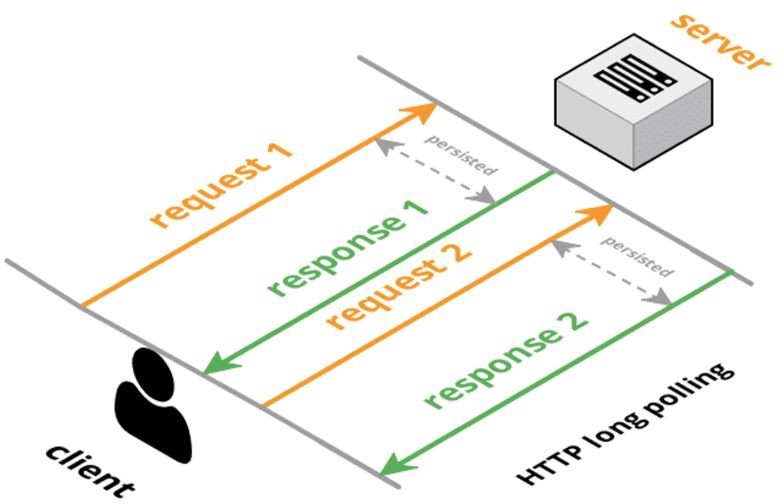 server
request 1
persisted
response 1
request 2
persisted
response 2
client
HTTP long polling